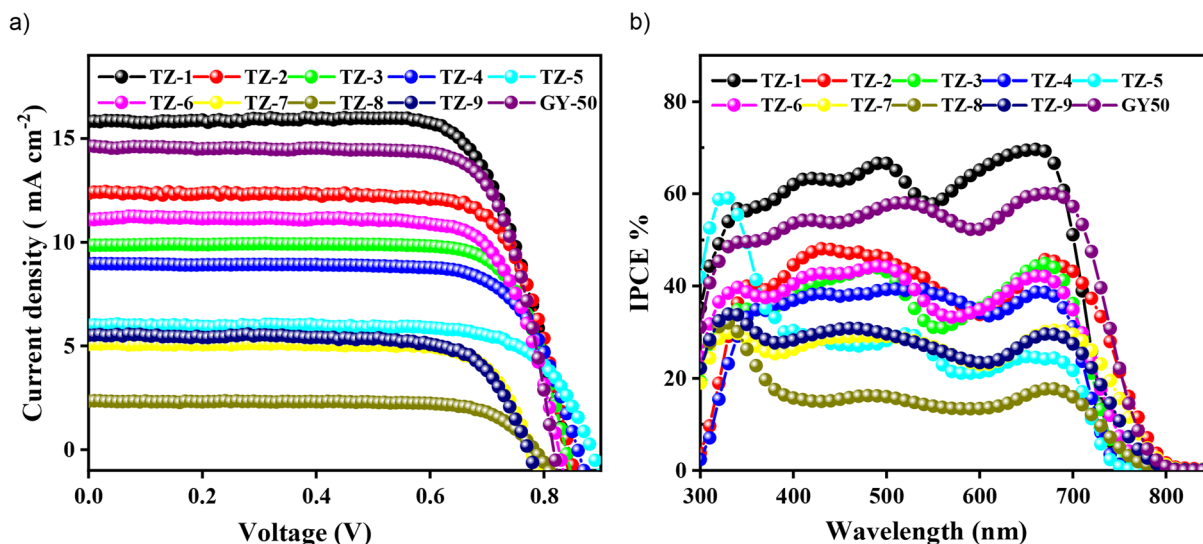 a)
TZ-1 TZ-2 TZ-3 TZ-4 TZ-5
TZ-6 TZ-7 TZ-8 TZ-9 GY-50
Current density ( mA cm-2)
15
10
5
0
0.0 0.2 0.4 0.6 0.8
Voltage (V)
b)
TZ-1 TZ-2 TZ-3 TZ-4 TZ-5
TZ-6 TZ-7 TZ-8 TZ-9 GY50
IPCE %
80
60
40
20
0
300 400 500 600 700 800
Wavelength (nm)